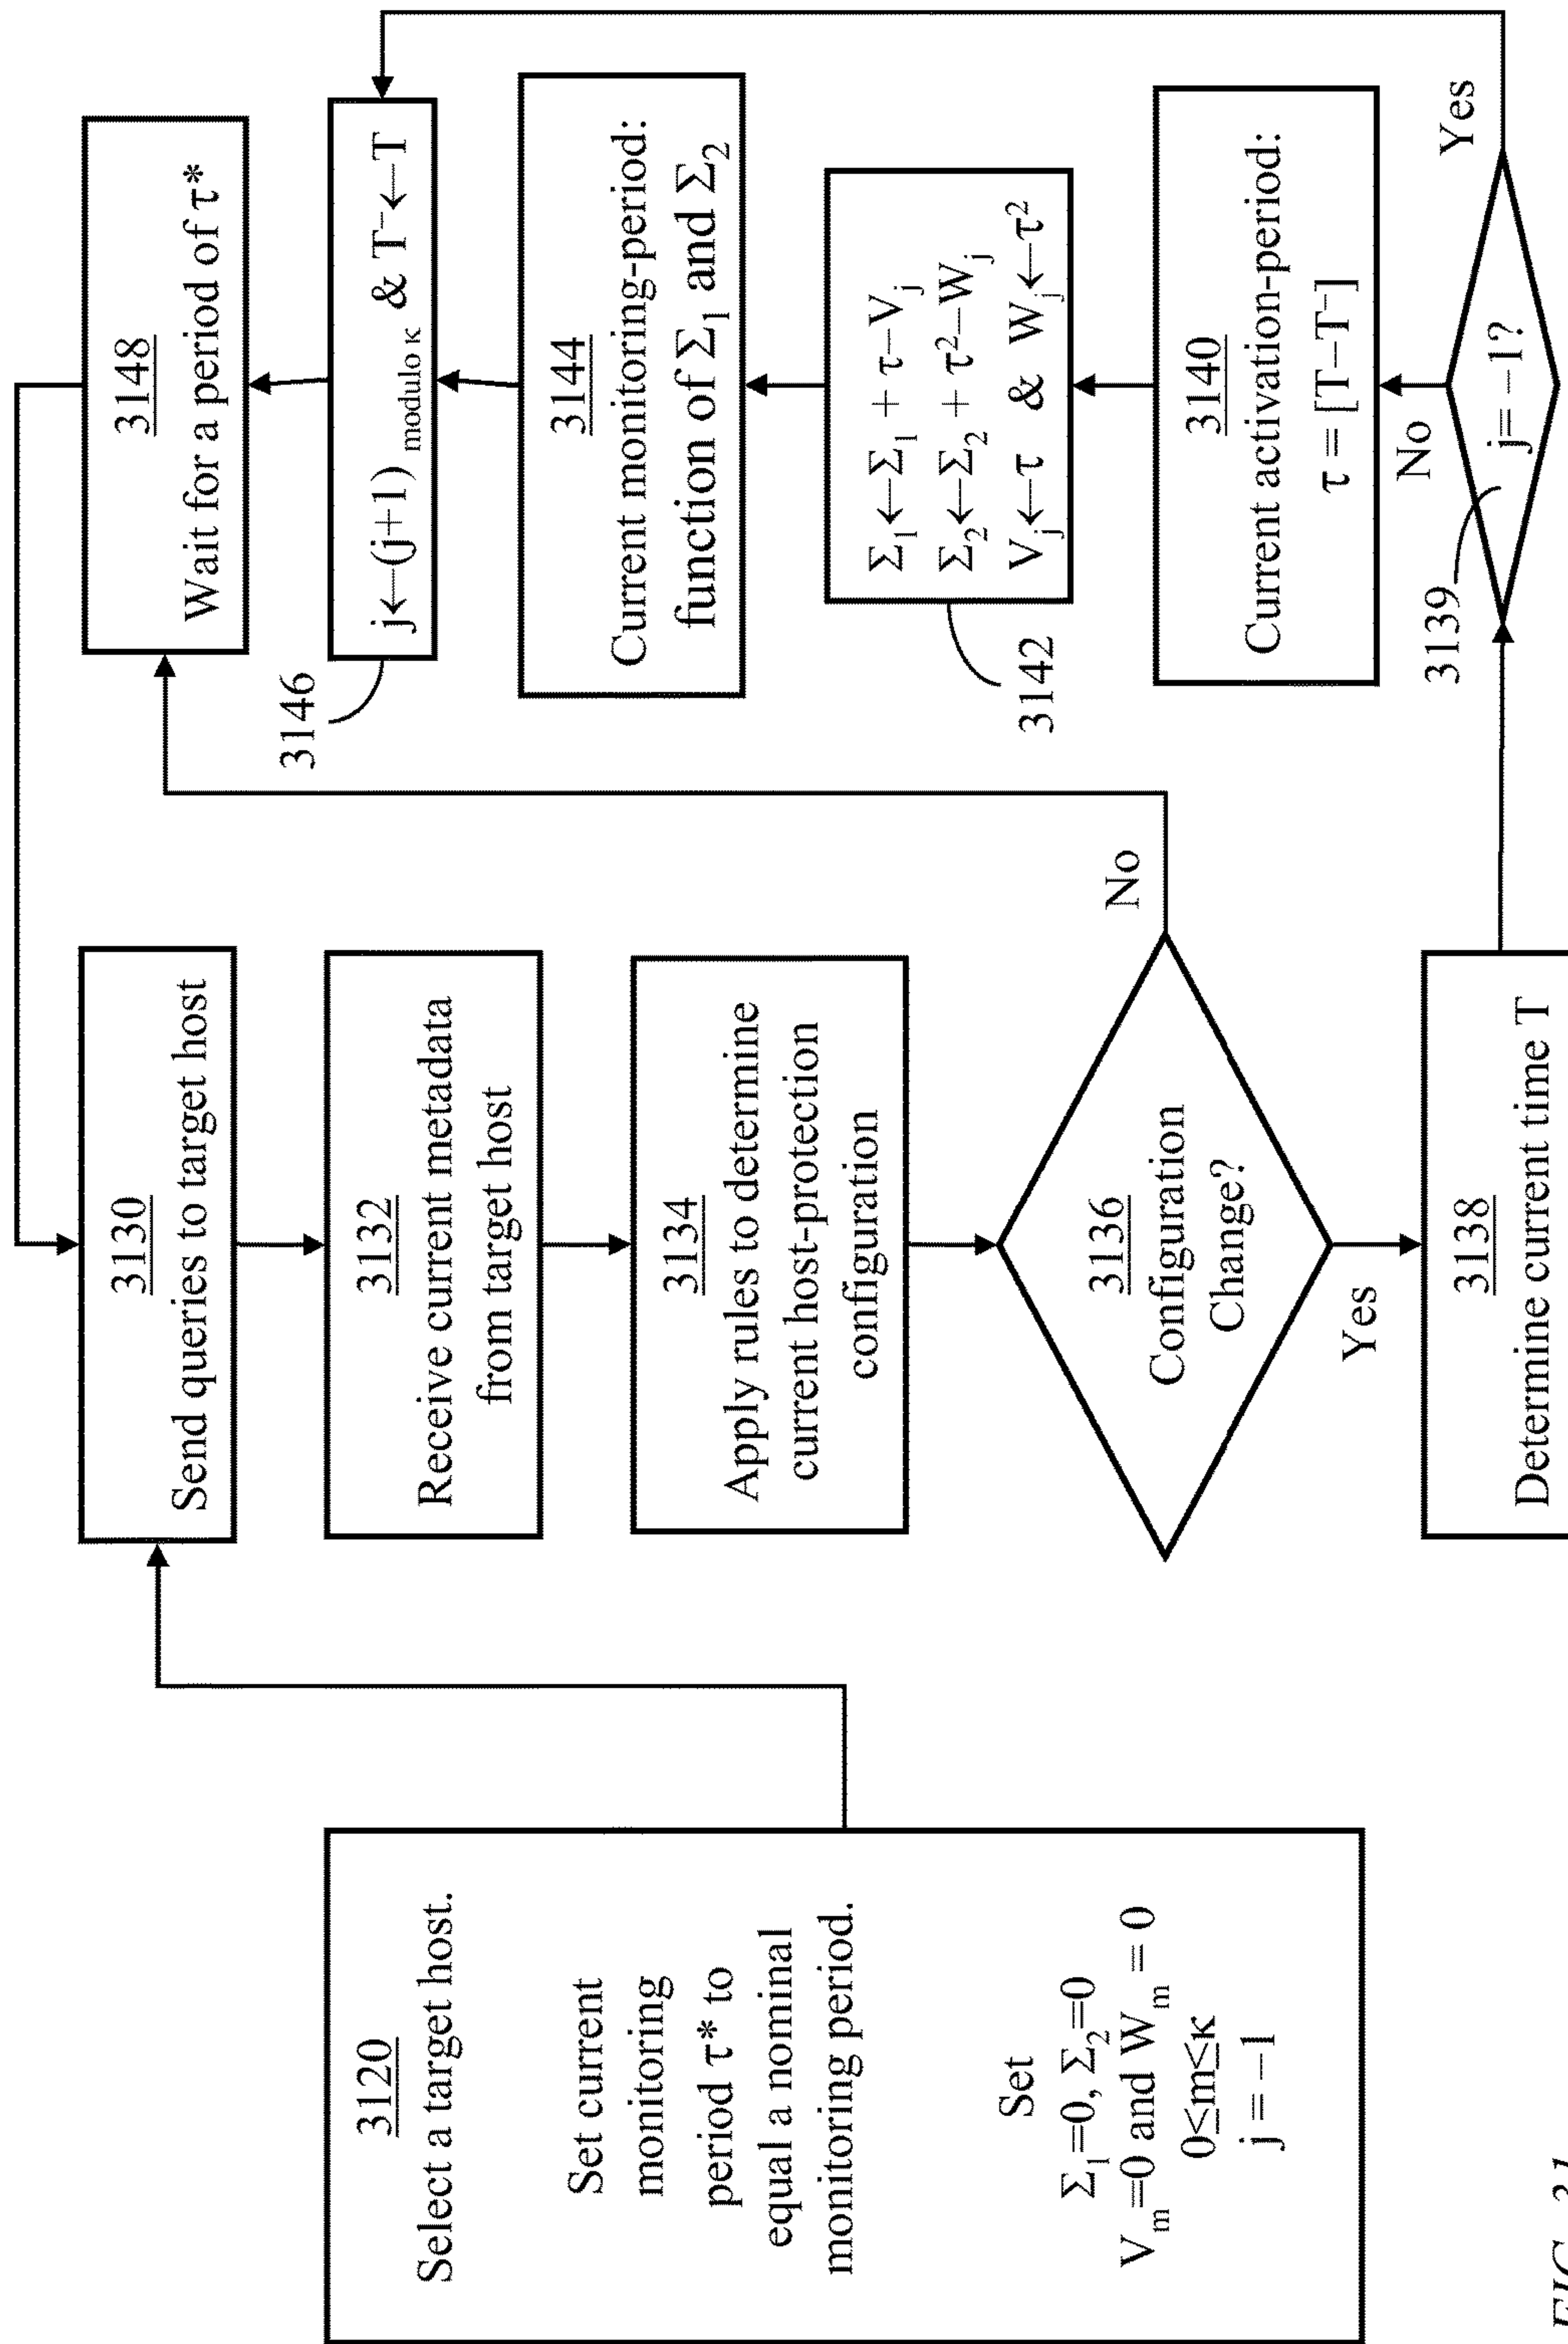 3120
Select a target host.
Set current
monitoring
period τ* to
equal a nominal
monitoring period.
Set
Σ₁=0, Σ₂=0
Vₘ=0 and Wₘ = 0
0≤m≤κ
j = −1
3130
Send queries to target host
3132
Receive current metadata
from target host
3134
Apply rules to determine
current host-protection
configuration
3136
Configuration
Change?
No
Yes
3138
Determine current time T
3148
Wait for a period of τ*
3146
j←(j+1) modulo κ & T⁻←T
3144
Current monitoring-period:
function of Σ₁ and Σ₂
3142
Σ₁←Σ₁ + τ−Vⱼ
Σ₂←Σ₂ + τ²−Wⱼ
Vⱼ←τ & Wⱼ←τ²
3140
Current activation-period:
τ = [T−T⁻]
No
3139
j= −1?
Yes
FIG. 31